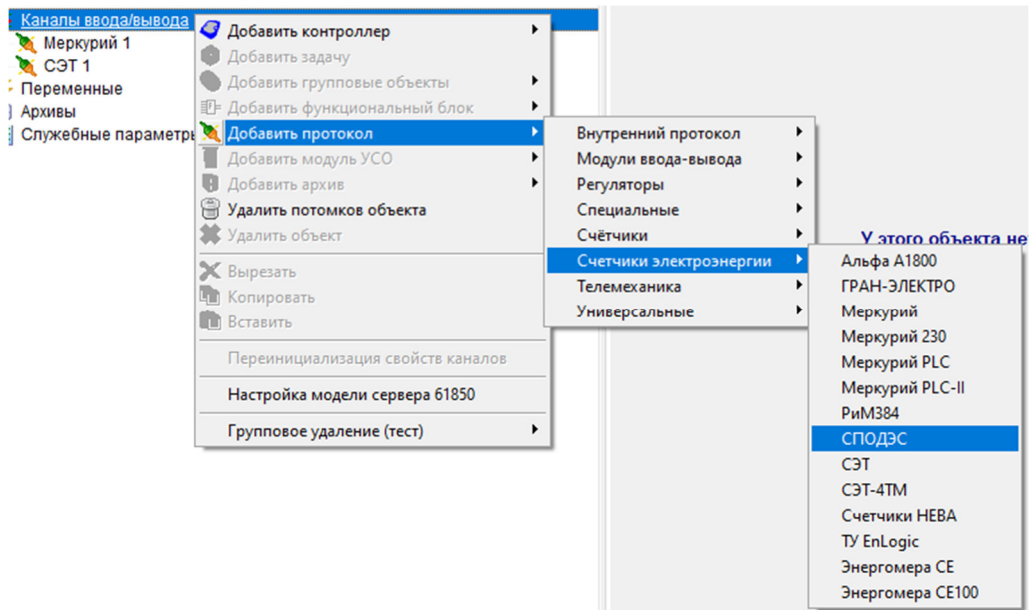 Каналы ввода/вывода
Меркурий 1
СЭТ 1
Переменные
Архивы
Служебные параметры
Добавить контроллер
Добавить задачу
Добавить групповые объекты
Добавить функциональный блок
Добавить протокол
Добавить модуль УСО
Добавить архив
Удалить потомков объекта
Удалить объект
Вырезать
Копировать
Вставить
Переинициализация свойств каналов
Настройка модели сервера 61850
Групповое удаление (тест)
Внутренний протокол
Модули ввода-вывода
Регуляторы
Специальные
Счётчики
Счетчики электроэнергии
Телемеханика
Универсальные
У этого объекта не
Альфа А1800
ГРАН-ЭЛЕКТРО
Меркурий
Меркурий 230
Меркурий PLC
Меркурий PLC-II
РиМ384
СПОДЭС
СЭТ
СЭТ-4ТМ
Счетчики НЕВА
ТУ EnLogic
Энергомера СЕ
Энергомера СЕ100